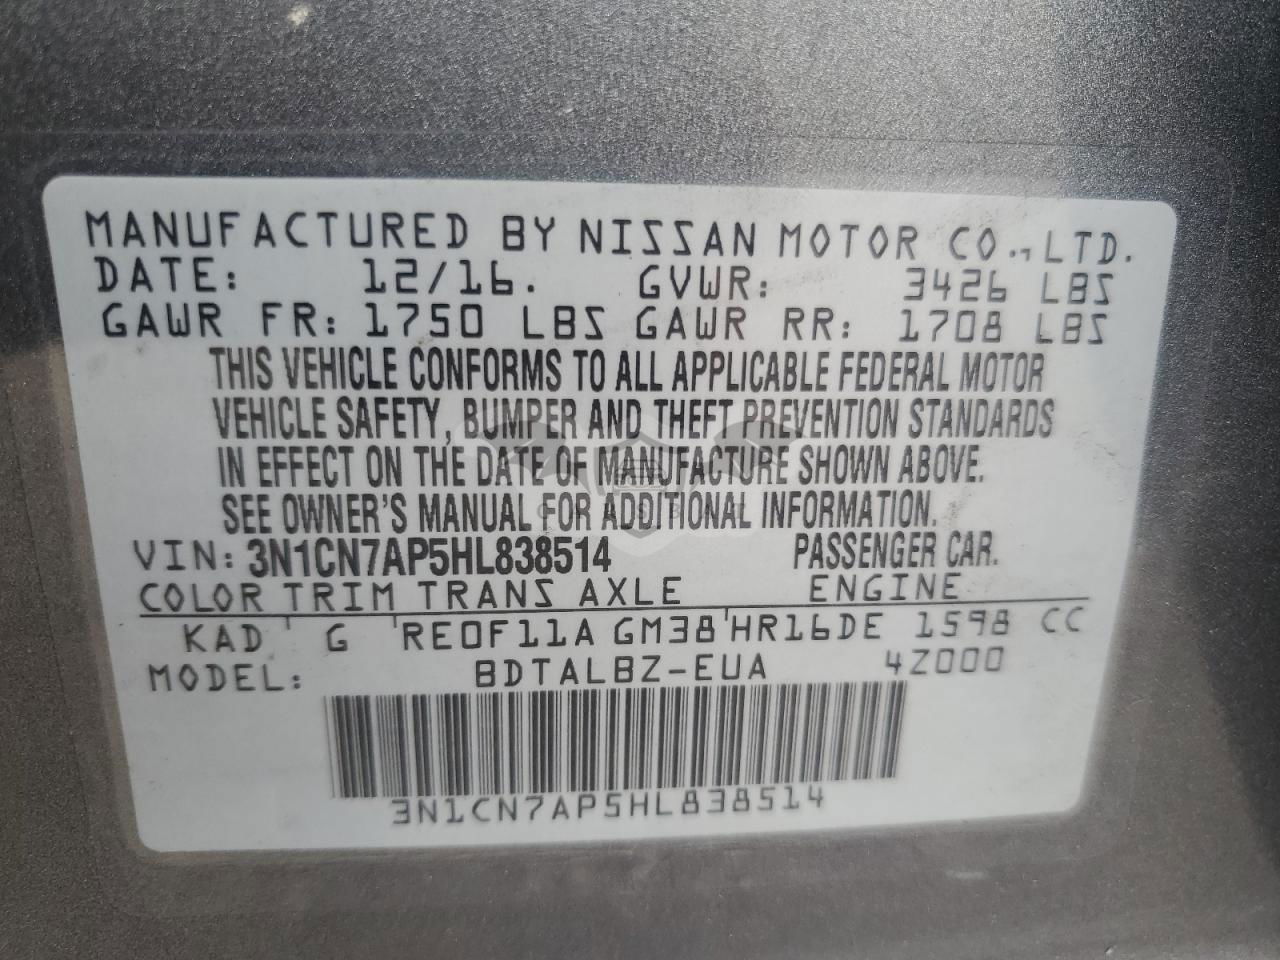 MANUFACTURED BY NISSAN MOTOR CO., LTD.
DATE: 12/16. GVWR: 3426 LBS
GAWR FR: 1750 LBS GAWR RR: 1708 LBS
THIS VEHICLE CONFORMS TO ALL APPLICABLE FEDERAL MOTOR
VEHICLE SAFETY, BUMPER AND THEFT PREVENTION STANDARDS
IN EFFECT ON THE DATE OF MANUFACTURE SHOWN ABOVE.
SEE OWNER'S MANUAL FOR ADDITIONAL INFORMATION.
VIN: 3N1CN7AP5HL838514 PASSENGER CAR.
COLOR TRIM TRANS AXLE ENGINE
KAD G RE0F11A GM38 HR16DE 1598 CC
MODEL: BDTALBZ-EUA 4Z000
3N1CN7AP5HL838514